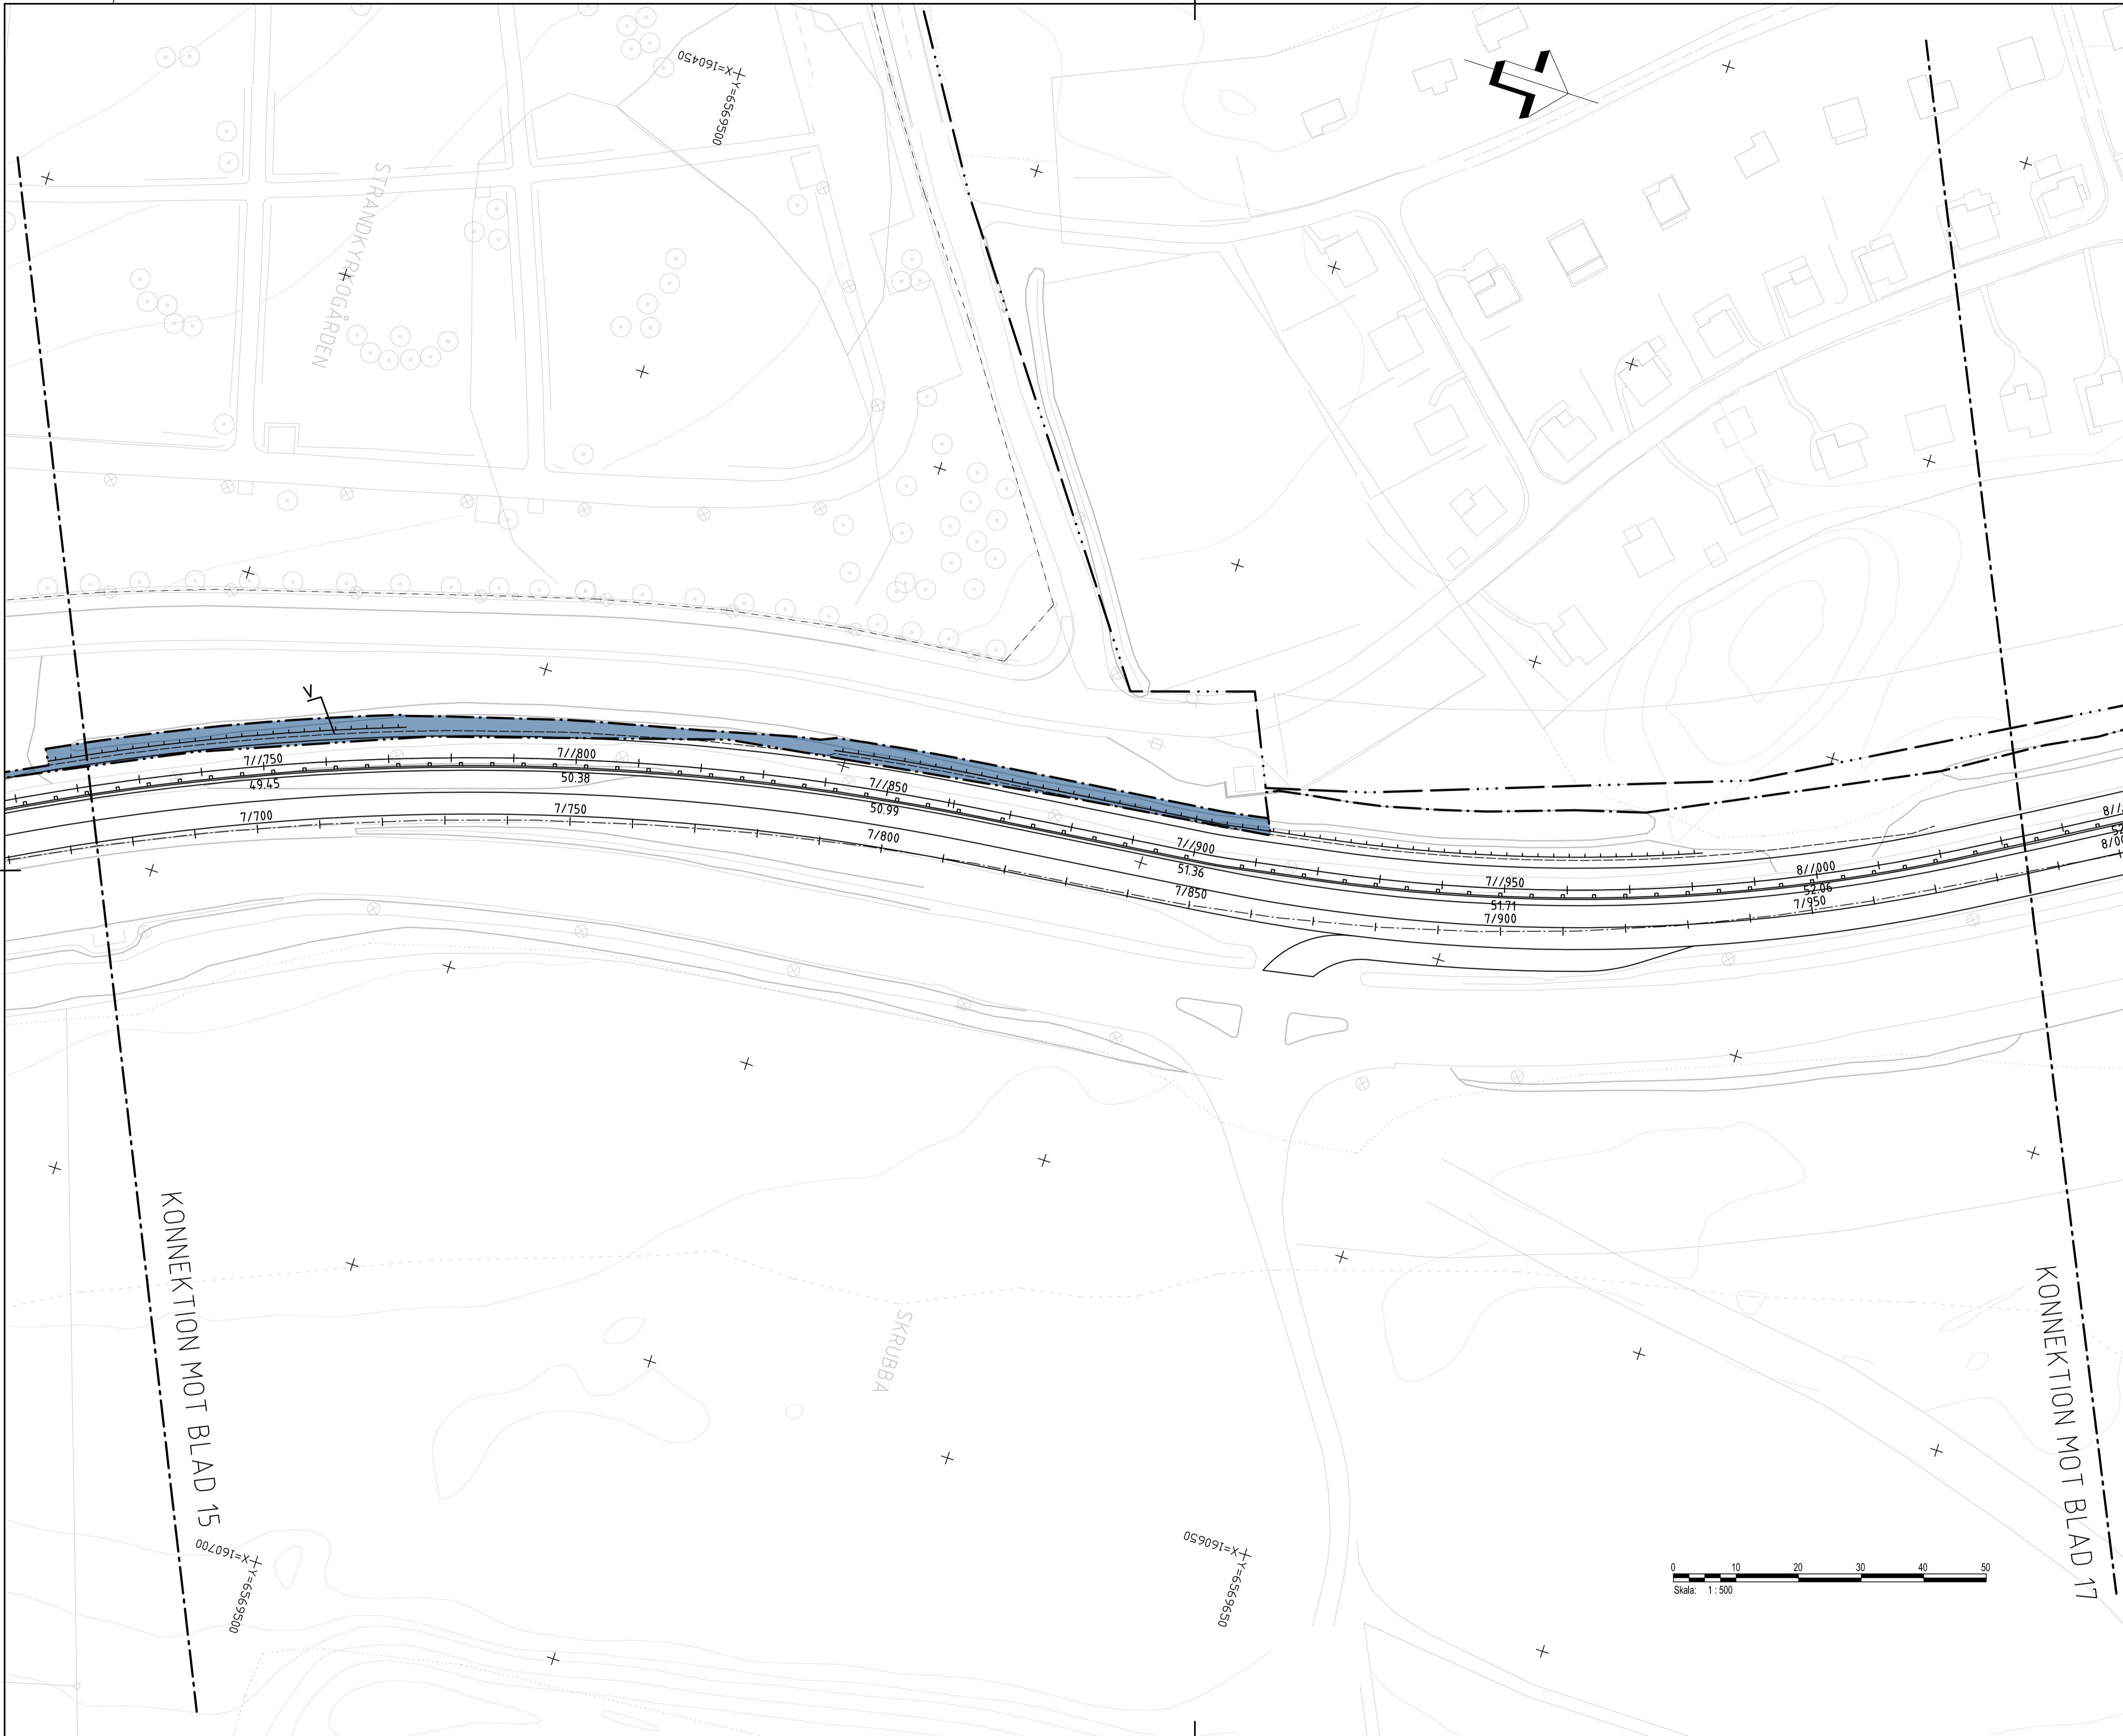 X=160450
Y=6569500
STRANDKYRKOGÅRDEN
V
7//750
49.45
7//800
50.38
7//850
50.99
7//900
51.36
7//950
51.71
8//000
52.06
7/700
7/750
7/800
7/850
7/900
7/950
KONNEKTION MOT BLAD 15
KONNEKTION MOT BLAD 17
SKRUBBA
X=160700
Y=6569500
X=160650
Y=6569650
0 10 20 30 40 50
Skala: 1 : 500